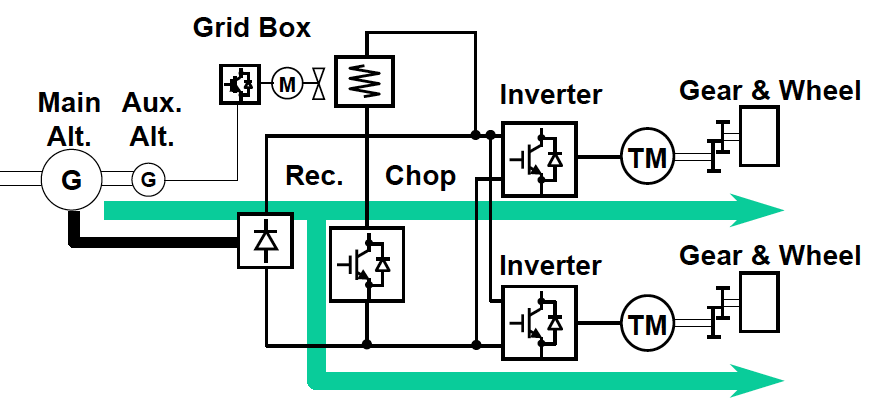 Grid Box
M
Main
Alt.
Aux.
Alt.
G
G
Rec.
Chop
Inverter
TM
Gear & Wheel
Inverter
TM
Gear & Wheel